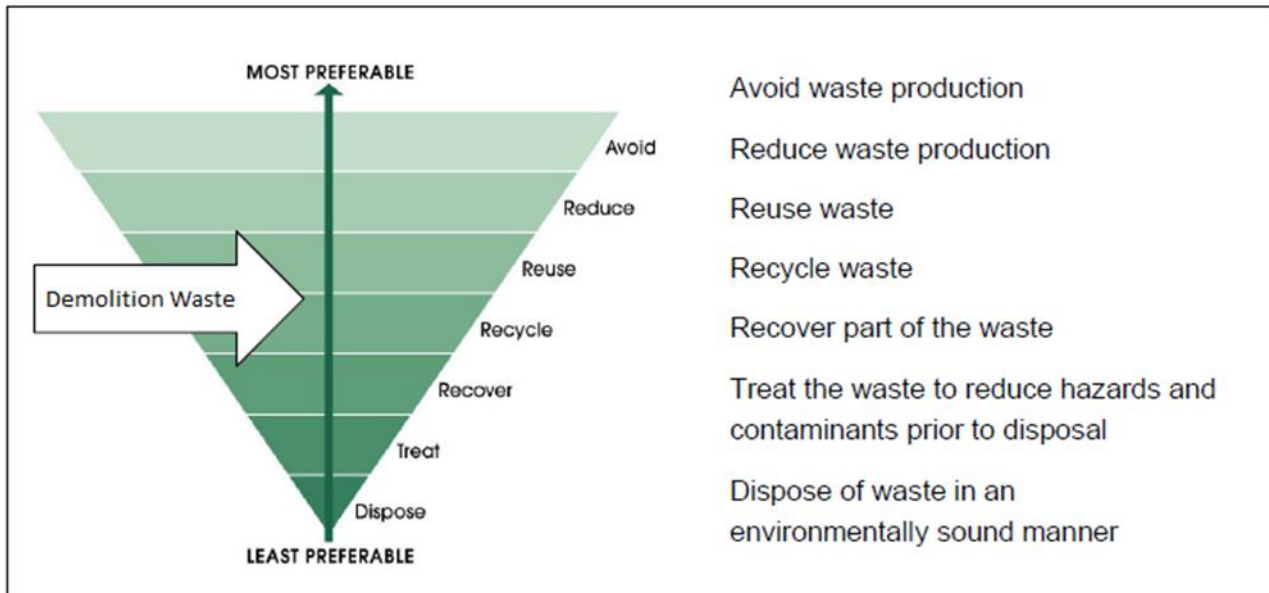 MOST PREFERABLE
Avoid
Reduce
Reuse
Recycle
Recover
Treat
Dispose
LEAST PREFERABLE
Demolition Waste
Avoid waste production
Reduce waste production
Reuse waste
Recycle waste
Recover part of the waste
Treat the waste to reduce hazards and
contaminants prior to disposal
Dispose of waste in an
environmentally sound manner